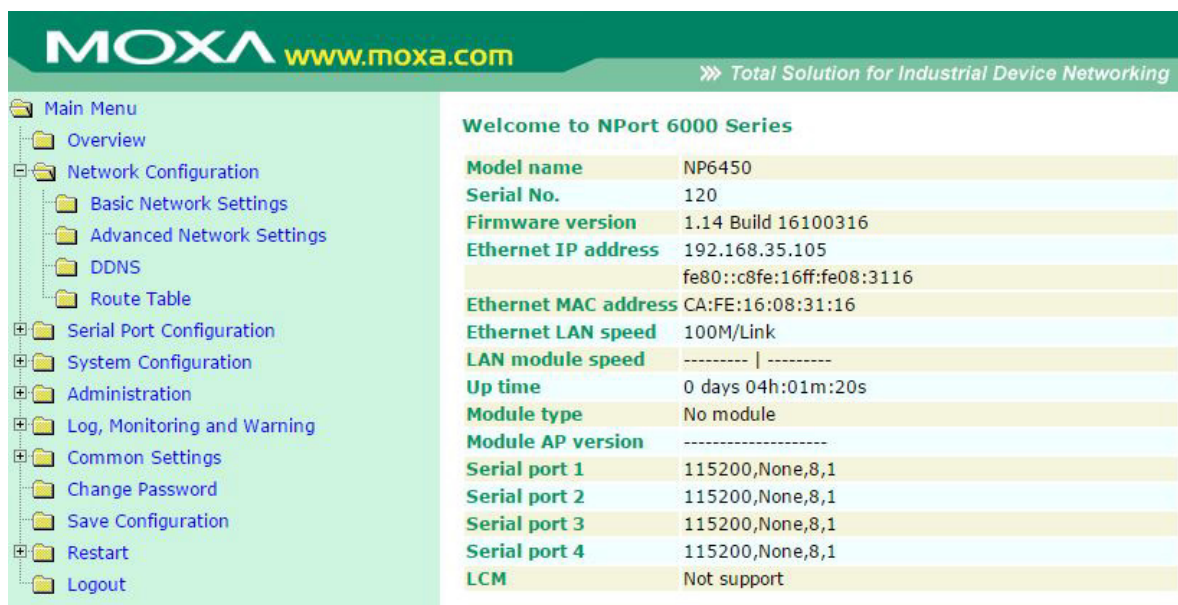 MOXA www.moxa.com
Total Solution for Industrial Device Networking
Main Menu
Overview
Network Configuration
Basic Network Settings
Advanced Network Settings
DDNS
Route Table
Serial Port Configuration
System Configuration
Administration
Log, Monitoring and Warning
Common Settings
Change Password
Save Configuration
Restart
Logout
Welcome to NPort 6000 Series
Model name NP6450
Serial No. 120
Firmware version 1.14 Build 16100316
Ethernet IP address 192.168.35.105
fe80::c8fe:16ff:fe08:3116
Ethernet MAC address CA:FE:16:08:31:16
Ethernet LAN speed 100M/Link
LAN module speed --------- | ---------
Up time 0 days 04h:01m:20s
Module type No module
Module AP version --------------------
Serial port 1 115200,None,8,1
Serial port 2 115200,None,8,1
Serial port 3 115200,None,8,1
Serial port 4 115200,None,8,1
LCM Not support